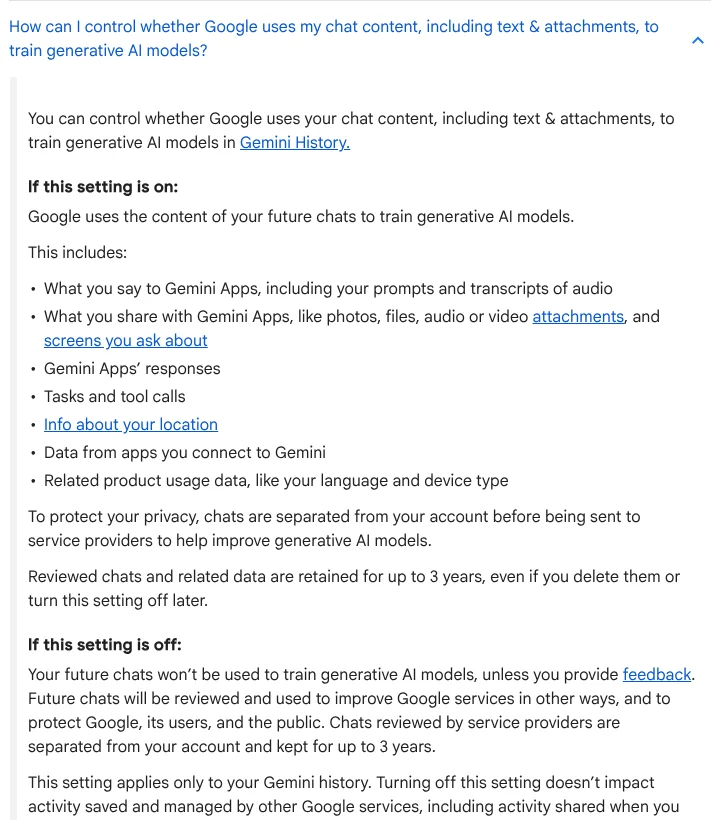 How can I control whether Google uses my chat content, including text & attachments, to
train generative AI models?
You can control whether Google uses your chat content, including text & attachments, to
train generative AI models in Gemini History.
If this setting is on:
Google uses the content of your future chats to train generative AI models.
This includes:
• What you say to Gemini Apps, including your prompts and transcripts of audio
• What you share with Gemini Apps, like photos, files, audio or video attachments, and
screens you ask about
• Gemini Apps’ responses
• Tasks and tool calls
• Info about your location
• Data from apps you connect to Gemini
• Related product usage data, like your language and device type
To protect your privacy, chats are separated from your account before being sent to
service providers to help improve generative AI models.
Reviewed chats and related data are retained for up to 3 years, even if you delete them or
turn this setting off later.
If this setting is off:
Your future chats won’t be used to train generative AI models, unless you provide feedback.
Future chats will be reviewed and used to improve Google services in other ways, and to
protect Google, its users, and the public. Chats reviewed by service providers are
separated from your account and kept for up to 3 years.
This setting applies only to your Gemini history. Turning off this setting doesn’t impact
activity saved and managed by other Google services, including activity shared when you